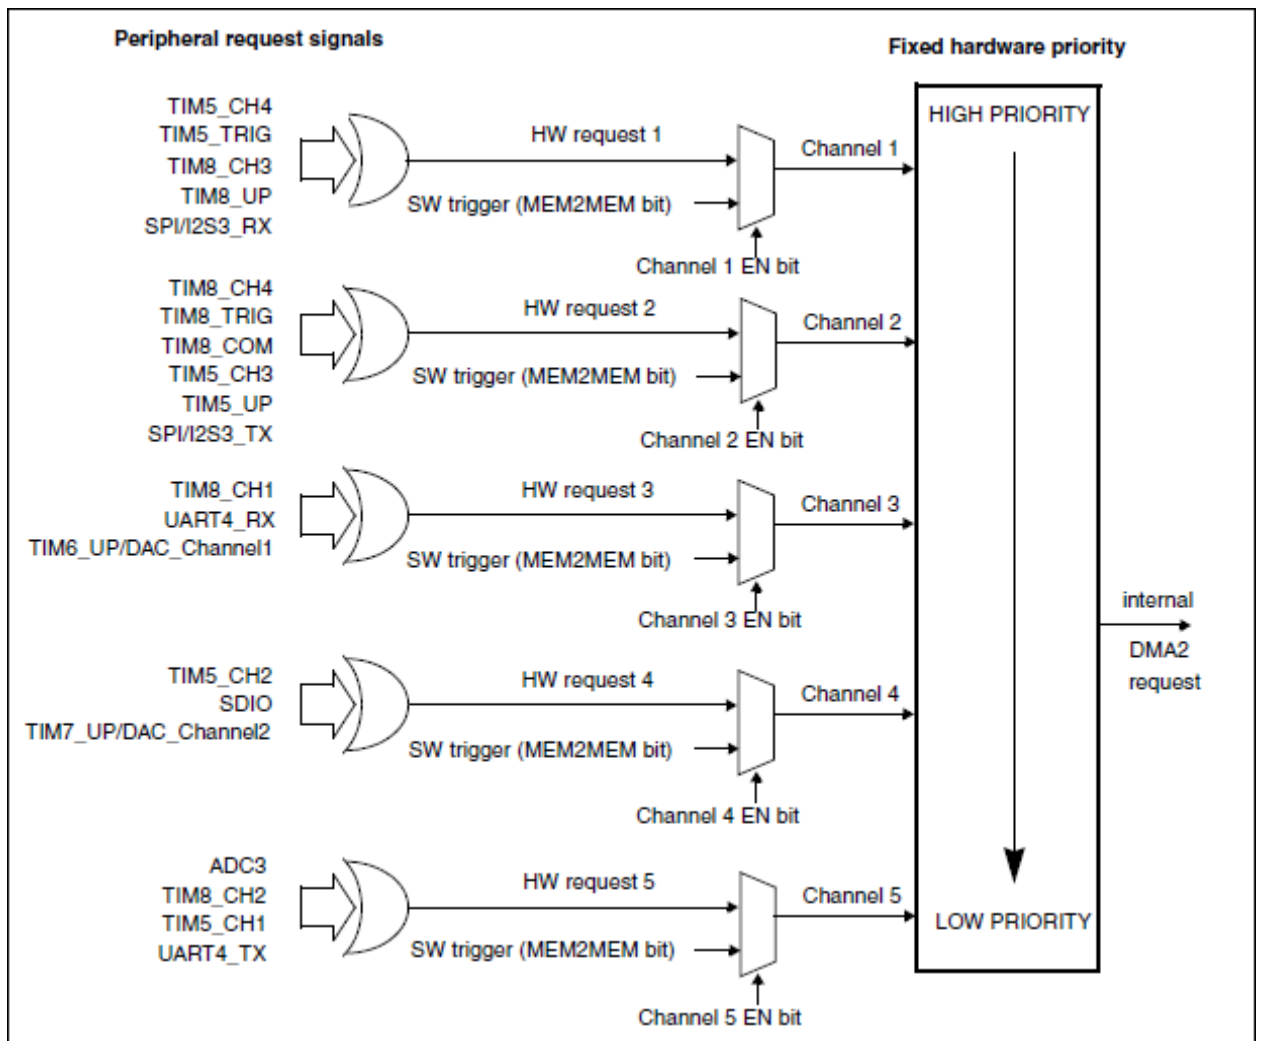 Peripheral request signals
Fixed hardware priority
TIM5_CH4
TIM5_TRIG
TIM8_CH3
TIM8_UP
SPI/I2S3_RX
HW request 1
SW trigger (MEM2MEM bit)
Channel 1 EN bit
Channel 1
HIGH PRIORITY
TIM8_CH4
TIM8_TRIG
TIM8_COM
TIM5_CH3
TIM5_UP
SPI/I2S3_TX
HW request 2
SW trigger (MEM2MEM bit)
Channel 2 EN bit
Channel 2
TIM8_CH1
UART4_RX
TIM6_UP/DAC_Channel1
HW request 3
SW trigger (MEM2MEM bit)
Channel 3 EN bit
Channel 3
internal
DMA2
request
TIM5_CH2
SDIO
TIM7_UP/DAC_Channel2
HW request 4
SW trigger (MEM2MEM bit)
Channel 4 EN bit
Channel 4
ADC3
TIM8_CH2
TIM5_CH1
UART4_TX
HW request 5
SW trigger (MEM2MEM bit)
Channel 5 EN bit
Channel 5
LOW PRIORITY